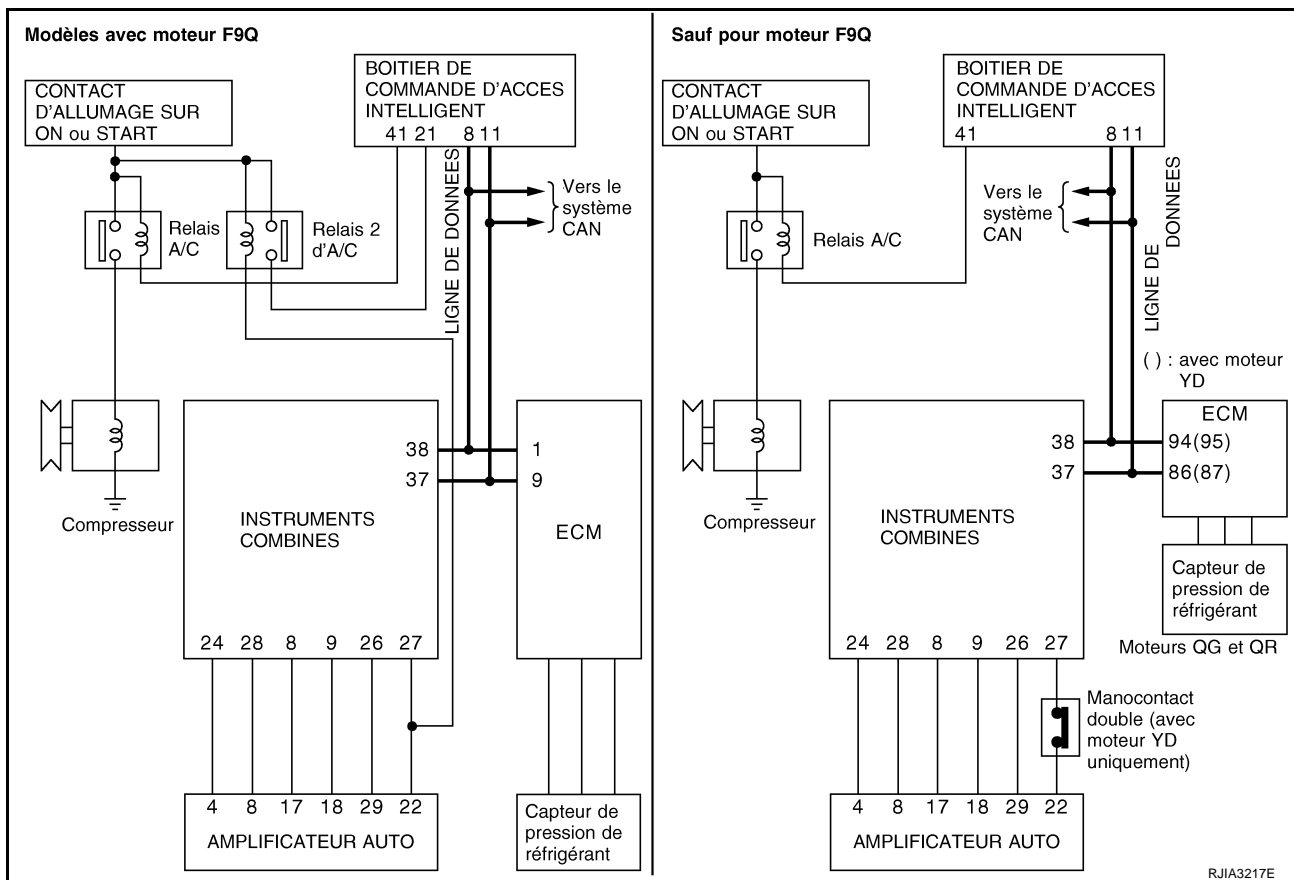 Modèles avec moteur F9Q
CONTACT
D'ALLUMAGE SUR
ON ou START
BOITIER DE
COMMANDE D'ACCES
INTELLIGENT
41 21 8 11
LIGNE DE DONNEES
Vers le
système
CAN
Relais
A/C
Relais 2
d'A/C
Compresseur
38
37
INSTRUMENTS
COMBINES
24 28 8 9 26 27
1
9
ECM
4 8 17 18 29 22
AMPLIFICATEUR AUTO
Capteur de
pression de
réfrigérant
Sauf pour moteur F9Q
CONTACT
D'ALLUMAGE SUR
ON ou START
BOITIER DE
COMMANDE D'ACCES
INTELLIGENT
41 8 11
Vers le
système
CAN
LIGNE DE
DONNEES
Relais A/C
( ) : avec moteur
YD
Compresseur
38
37
INSTRUMENTS
COMBINES
24 28 8 9 26 27
ECM
94(95)
86(87)
Capteur de
pression de
réfrigérant
Moteurs QG et QR
Manocontact
double (avec
moteur YD
uniquement)
4 8 17 18 29 22
AMPLIFICATEUR AUTO
RJIA3217E